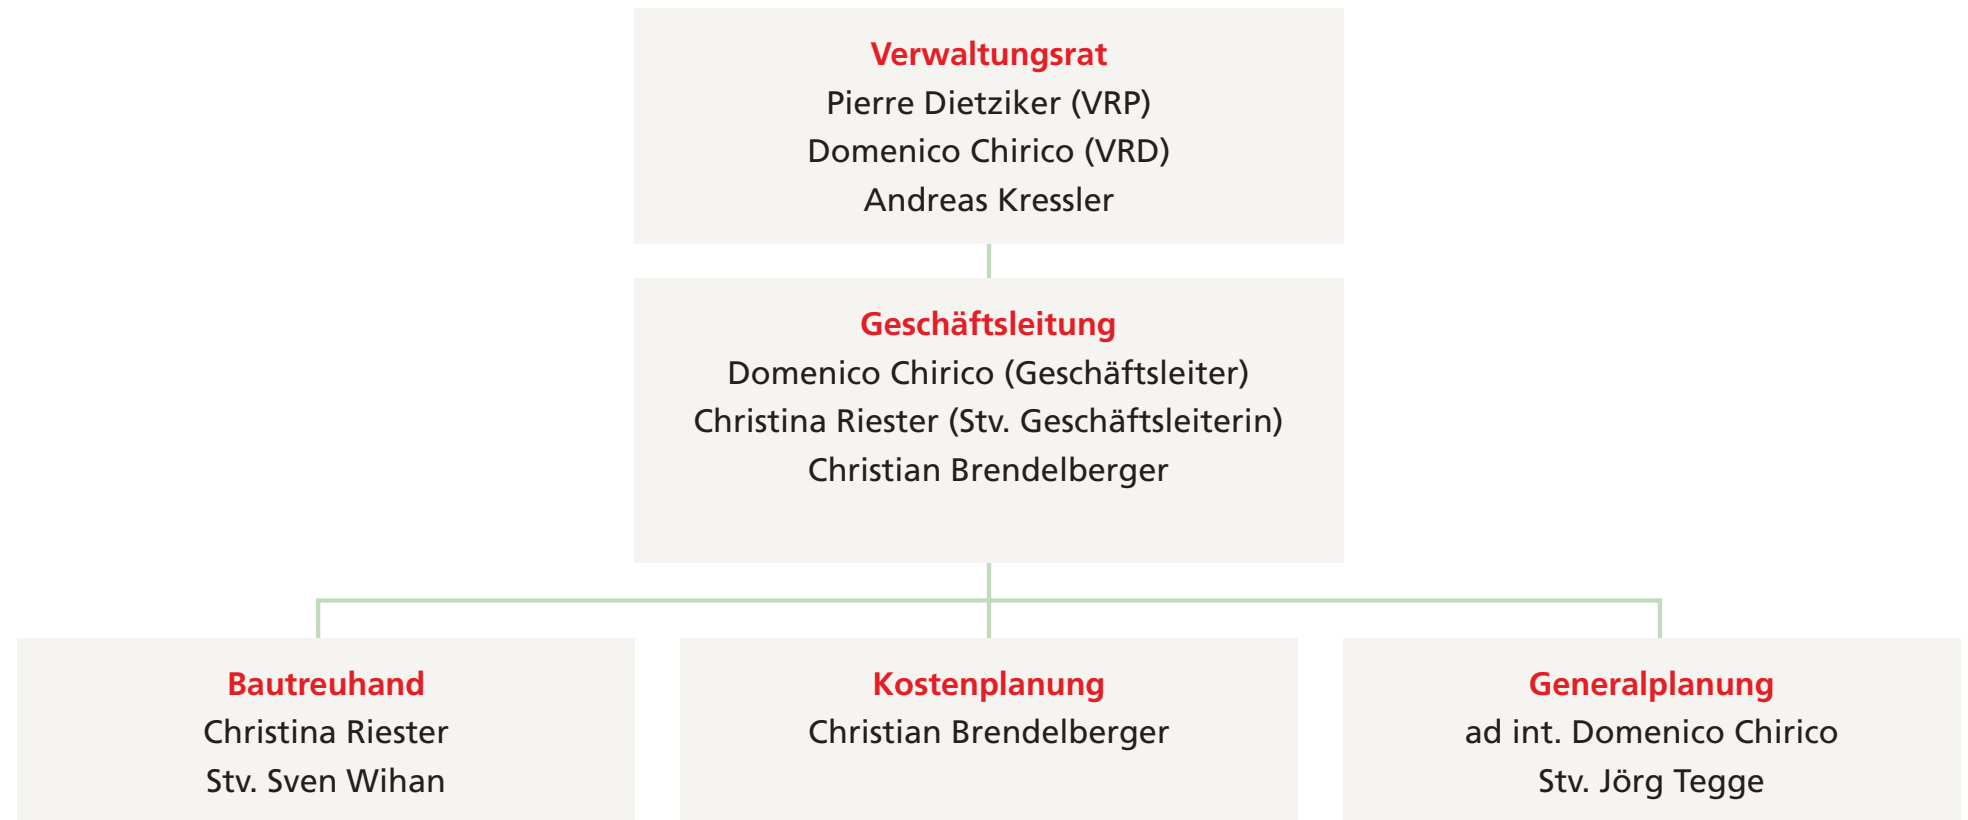 Verwaltungsrat
Pierre Dietziker (VRP)
Domenico Chirico (VRD)
Andreas Kressler
Geschäftsleitung
Domenico Chirico (Geschäftsleiter)
Christina Riester (Stv. Geschäftsleiterin)
Christian Brendelberger
Bautreuhand
Christina Riester
Stv. Sven Wihan
Kostenplanung
Christian Brendelberger
Generalplanung
ad int. Domenico Chirico
Stv. Jörg Tegge